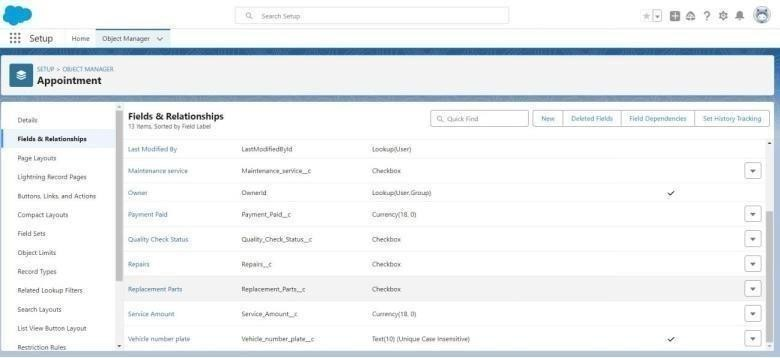 Search Setup
Setup Home Object Manager
SETUP > OBJECT MANAGER
Appointment
Details
Fields & Relationships
Page Layouts
Lightning Record Pages
Buttons, Links, and Actions
Compact Layouts
Field Sets
Object Limits
Record Types
Related Lookup Filters
Search Layouts
List View Button Layout
Restriction Rules
Fields & Relationships
13 Items, Sorted by Field Label
Quick Find
New Deleted Fields Field Dependencies Set History Tracking
Last Modified By LastModifiedById Lookup(User)
Maintenance service Maintenance_service__c Checkbox
Owner OwnerId Lookup(User,Group)
Payment Paid Payment_Paid__c Currency(18, 0)
Quality Check Status Quality_Check_Status__c Checkbox
Repairs Repairs__c Checkbox
Replacement Parts Replacement_Parts__c Checkbox
Service Amount Service_Amount__c Currency(18, 0)
Vehicle number plate Vehicle_number_plate__c Text(10) (Unique Case Insensitive)